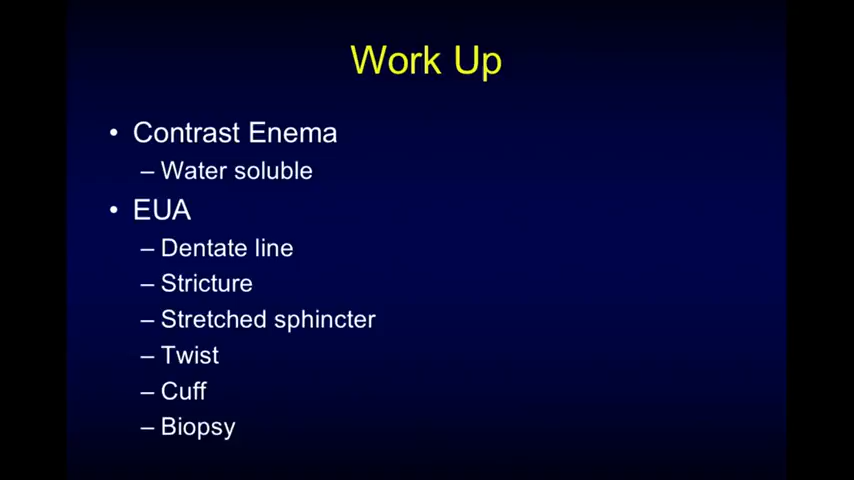 Work Up
• Contrast Enema
– Water soluble
• EUA
– Dentate line
– Stricture
– Stretched sphincter
– Twist
– Cuff
– Biopsy